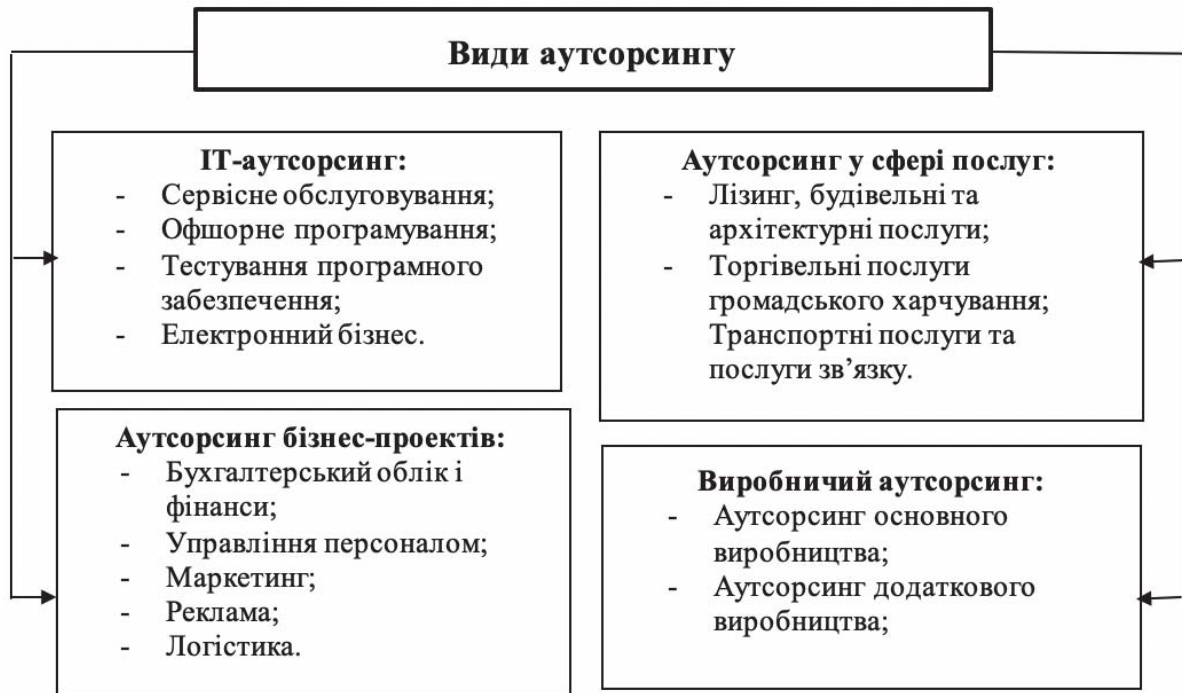 Види аутсорсингу
ІТ-аутсорсинг:
- Сервісне обслуговування;
- Офшорне програмування;
- Тестування програмного
забезпечення;
- Електронний бізнес.
Аутсорсинг у сфері послуг:
- Лізинг, будівельні та
архітектурні послуги;
- Торгівельні послуги
громадського харчування;
Транспортні послуги та
послуги зв’язку.
Аутсорсинг бізнес-проектів:
- Бухгалтерський облік і
фінанси;
- Управління персоналом;
- Маркетинг;
- Реклама;
- Логістика.
Виробничий аутсорсинг:
- Аутсорсинг основного
виробництва;
- Аутсорсинг додаткового
виробництва;